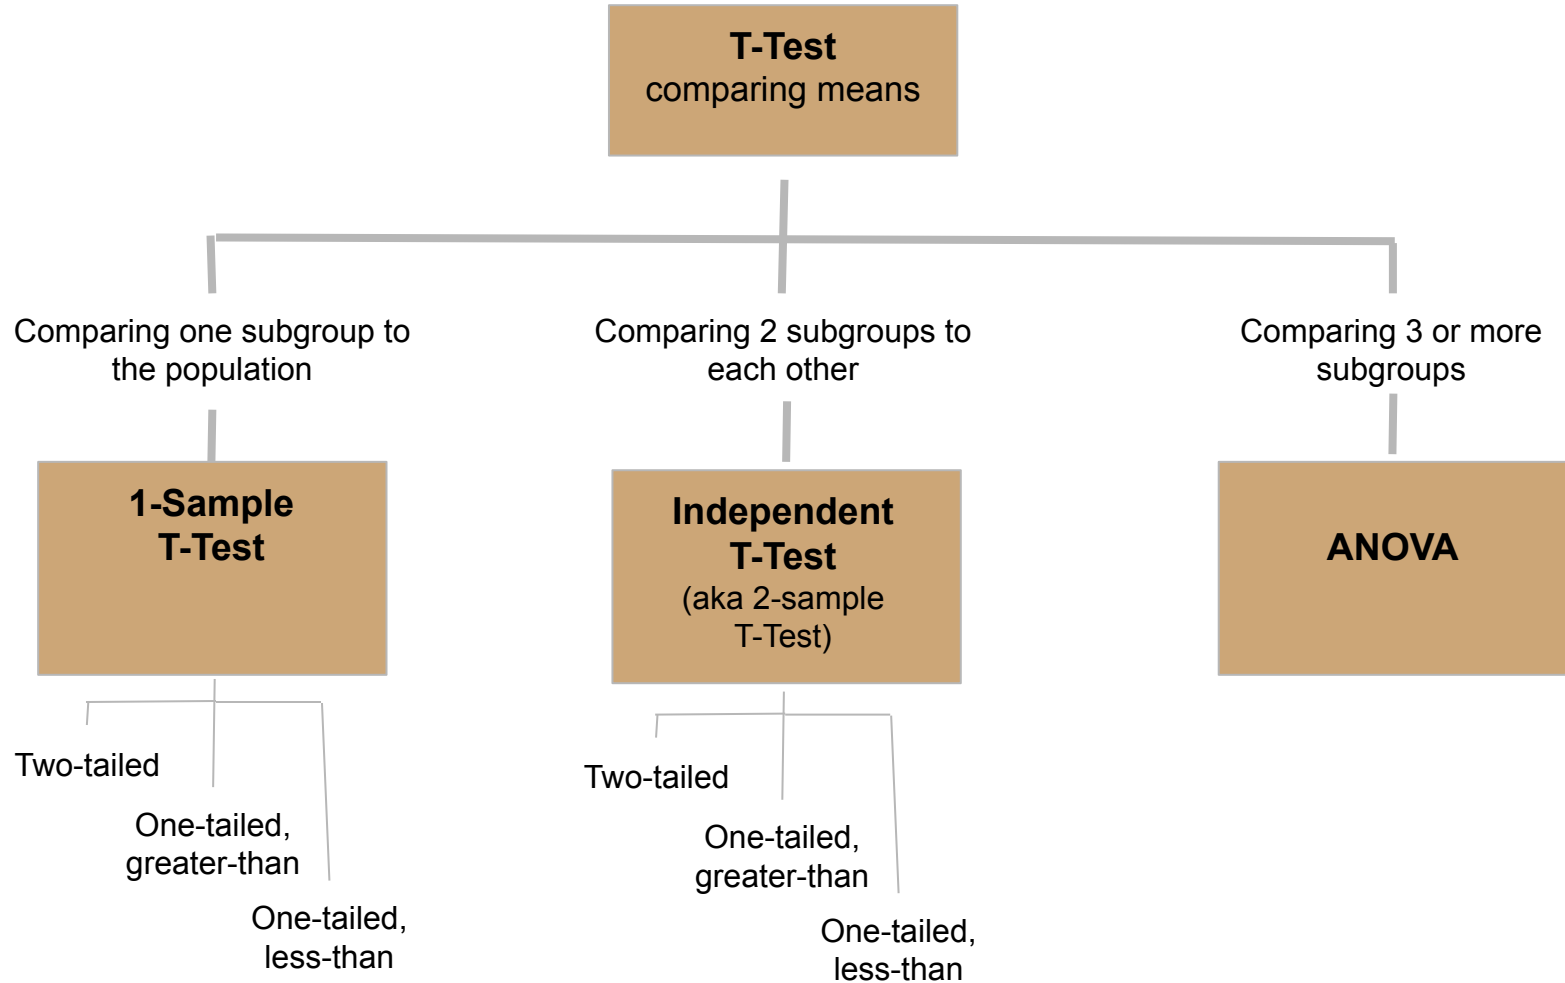 T-Test
comparing means
Comparing one subgroup to
the population
Comparing 2 subgroups to
each other
Comparing 3 or more
subgroups
1-Sample
T-Test
Independent
T-Test
(aka 2-sample
T-Test)
ANOVA
Two-tailed
One-tailed,
greater-than
One-tailed,
less-than
Two-tailed
One-tailed,
greater-than
One-tailed,
less-than